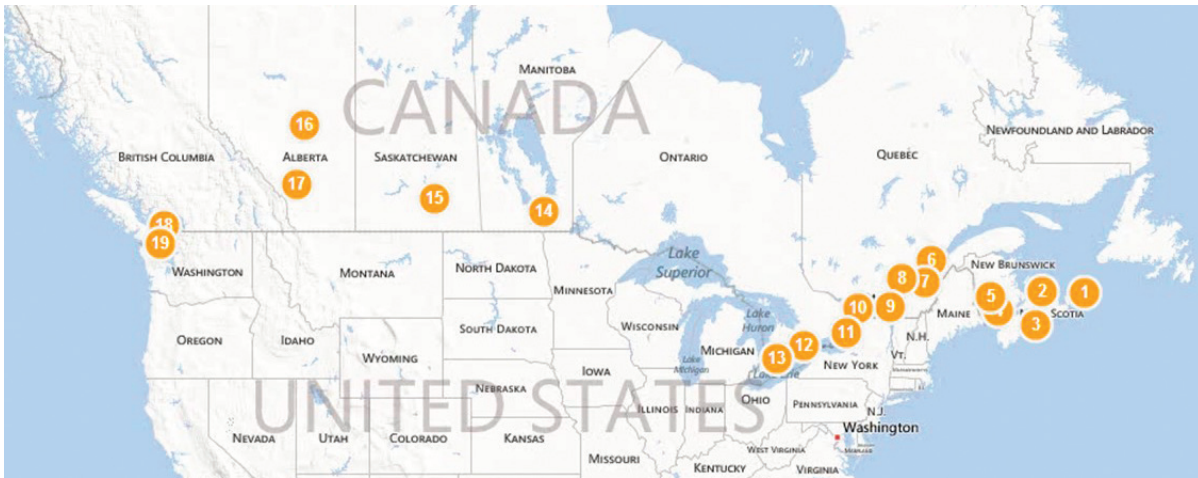 MANITOBA
CANADA
16
NEWFOUNDLAND AND LABRADOR
BRITISH COLUMBIA
ALBERTA
SASKATCHEWAN
ONTARIO
QUEBEC
17
15
14
18
19
Lake
Superior
6
NEW BRUNSWICK
WASHINGTON
MONTANA
NORTH DAKOTA
8
7
MINNESOTA
5
2
1
10
9
MAINE
4
SCOTIA
Lake
Huron
3
SOUTH DAKOTA
WISCONSIN
11
N.H.
OREGON
IDAHO
12
MICHIGAN
13
VT.
WYOMING
Lake
Michigan
NEW YORK
IOWA
NEBRASKA
UNITED STATES
OHIO
PENNSYLVANIA
ILLINOIS
INDIANA
N.J.
Washington
NEVADA
UTAH
COLORADO
KANSAS
WEST VIRGINIA
MISSOURI
KENTUCKY
VIRGINIA